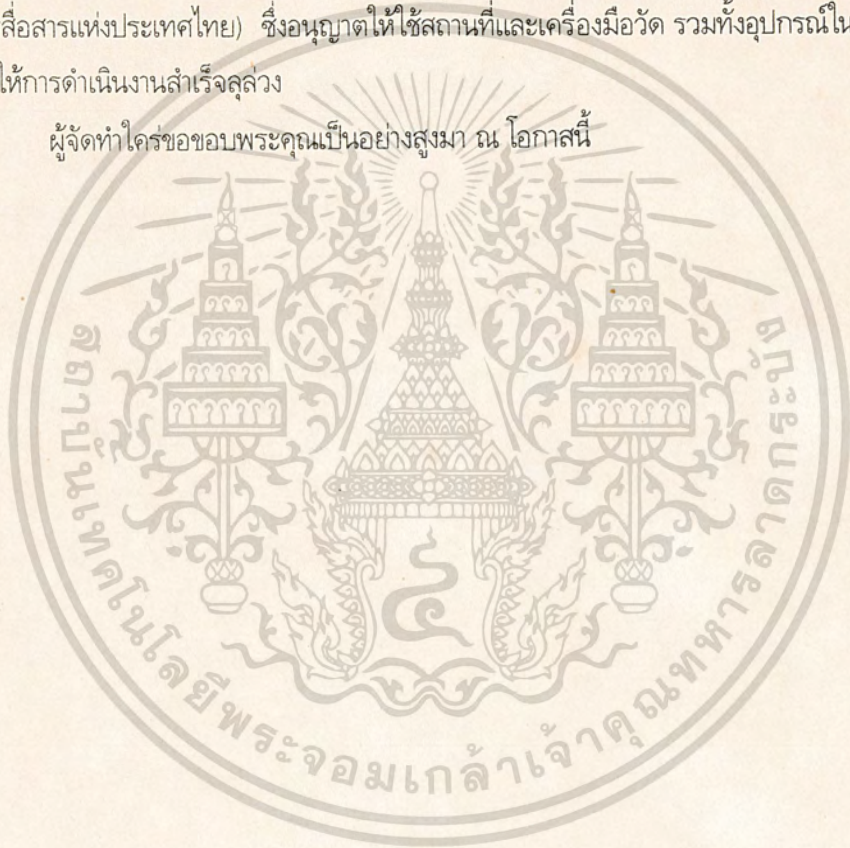 สื่อสารแห่งประเทศไทย) ซึ่งอนุญาตให้ใช้สถานที่และเครื่องมือวัด รวมทั้งอุปกรณ์ใน
ให้การดำเนินงานสำเร็จลุล่วง
ผู้จัดทำใคร่ขอขอบพระคุณเป็นอย่างสูงมา ณ โอกาสนี้
สถาบันเทคโนโลยีพระจอมเกล้าเจ้าคุณทหารลาดกระบัง